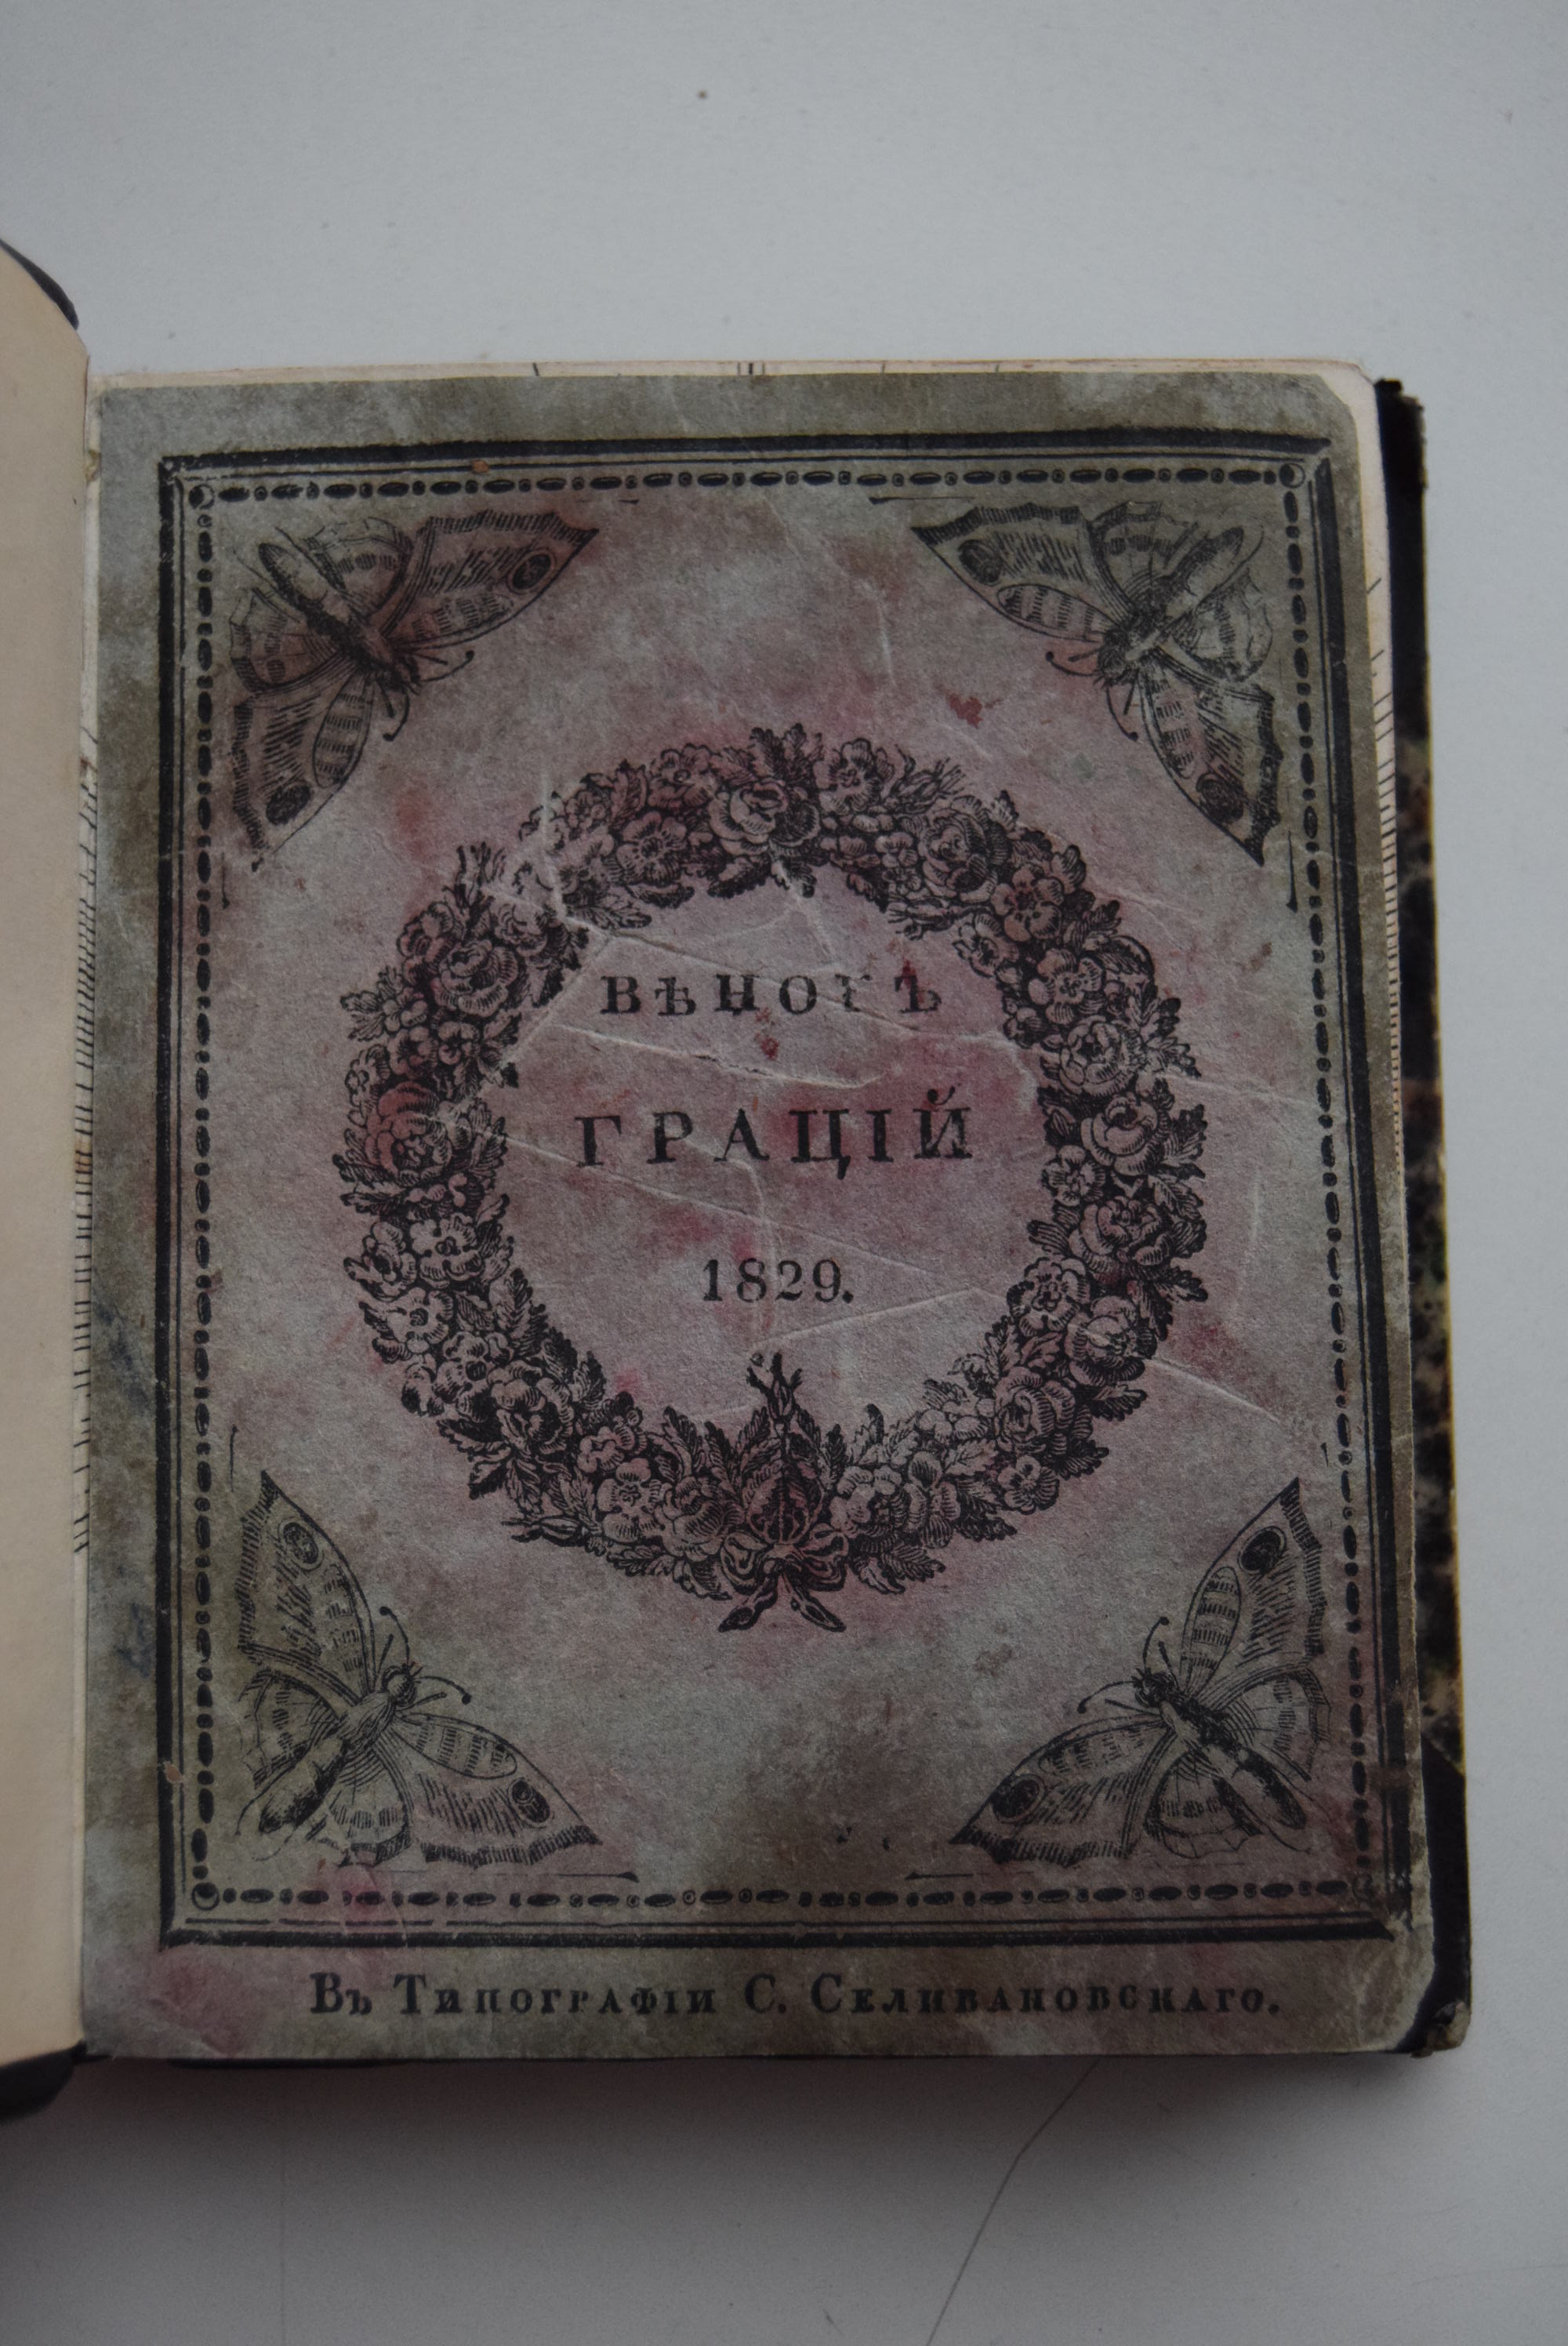 ВѢНОКЪ
ГРАЦІЙ
1829.
Въ Типографіи С. Селивановскаго.